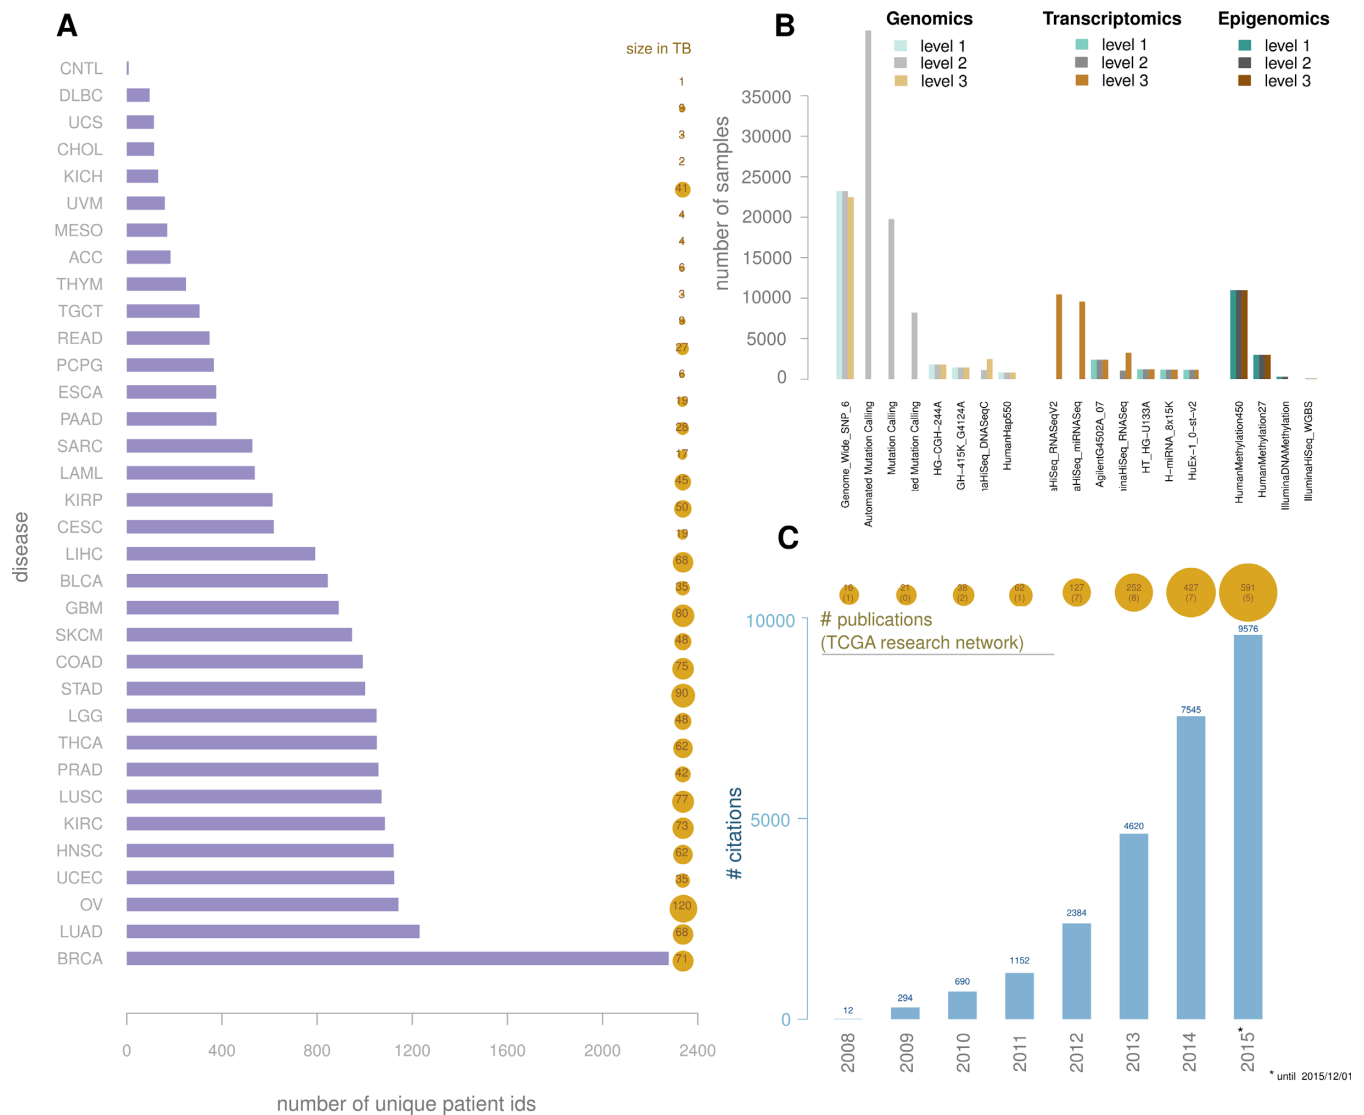 A
size in TB
CNTL
1
DLBC
9
UCS
3
CHOL
2
KICH
41
UVM
4
MESO
4
ACC
6
THYM
3
TGCT
9
READ
27
PCPG
6
ESCA
19
PAAD
28
SARC
17
LAML
45
KIRP
50
CESC
19
LIHC
68
BLCA
35
GBM
80
SKCM
48
COAD
75
STAD
90
LGG
48
THCA
62
PRAD
42
LUSC
77
KIRC
73
HNSC
62
UCEC
35
OV
120
LUAD
68
BRCA
71
disease
0 400 800 1200 1600 2000 2400
number of unique patient ids
B
Genomics
level 1
level 2
level 3
Transcriptomics
level 1
level 2
level 3
Epigenomics
level 1
level 2
level 3
number of samples
35000
30000
25000
20000
15000
10000
5000
0
Genome_Wide_SNP_6
Automated Mutation Calling
Mutation Calling
ted Mutation Calling
HG-CGH-244A
GH-415K_G4124A
naHiSeq_DNASeqC
HumanHap550
aHiSeq_RNASeqV2
aHiSeq_miRNASeq
AgilentG4502A_07
inaHiSeq_RNASeq
HT_HG-U133A
H-miRNA_8x15K
HuEx-1_0-st-v2
HumanMethylation450
HumanMethylation27
IlluminaDNAMethylation
IlluminaHiSeq_WGBS
C
16 (1)
21 (0)
38 (2)
62 (1)
127 (7)
252 (8)
427 (7)
591 (5)
# publications
(TCGA research network)
# citations
10000
5000
0
12
294
690
1152
2384
4620
7545
9576
2008 2009 2010 2011 2012 2013 2014 2015*
* until 2015/12/01